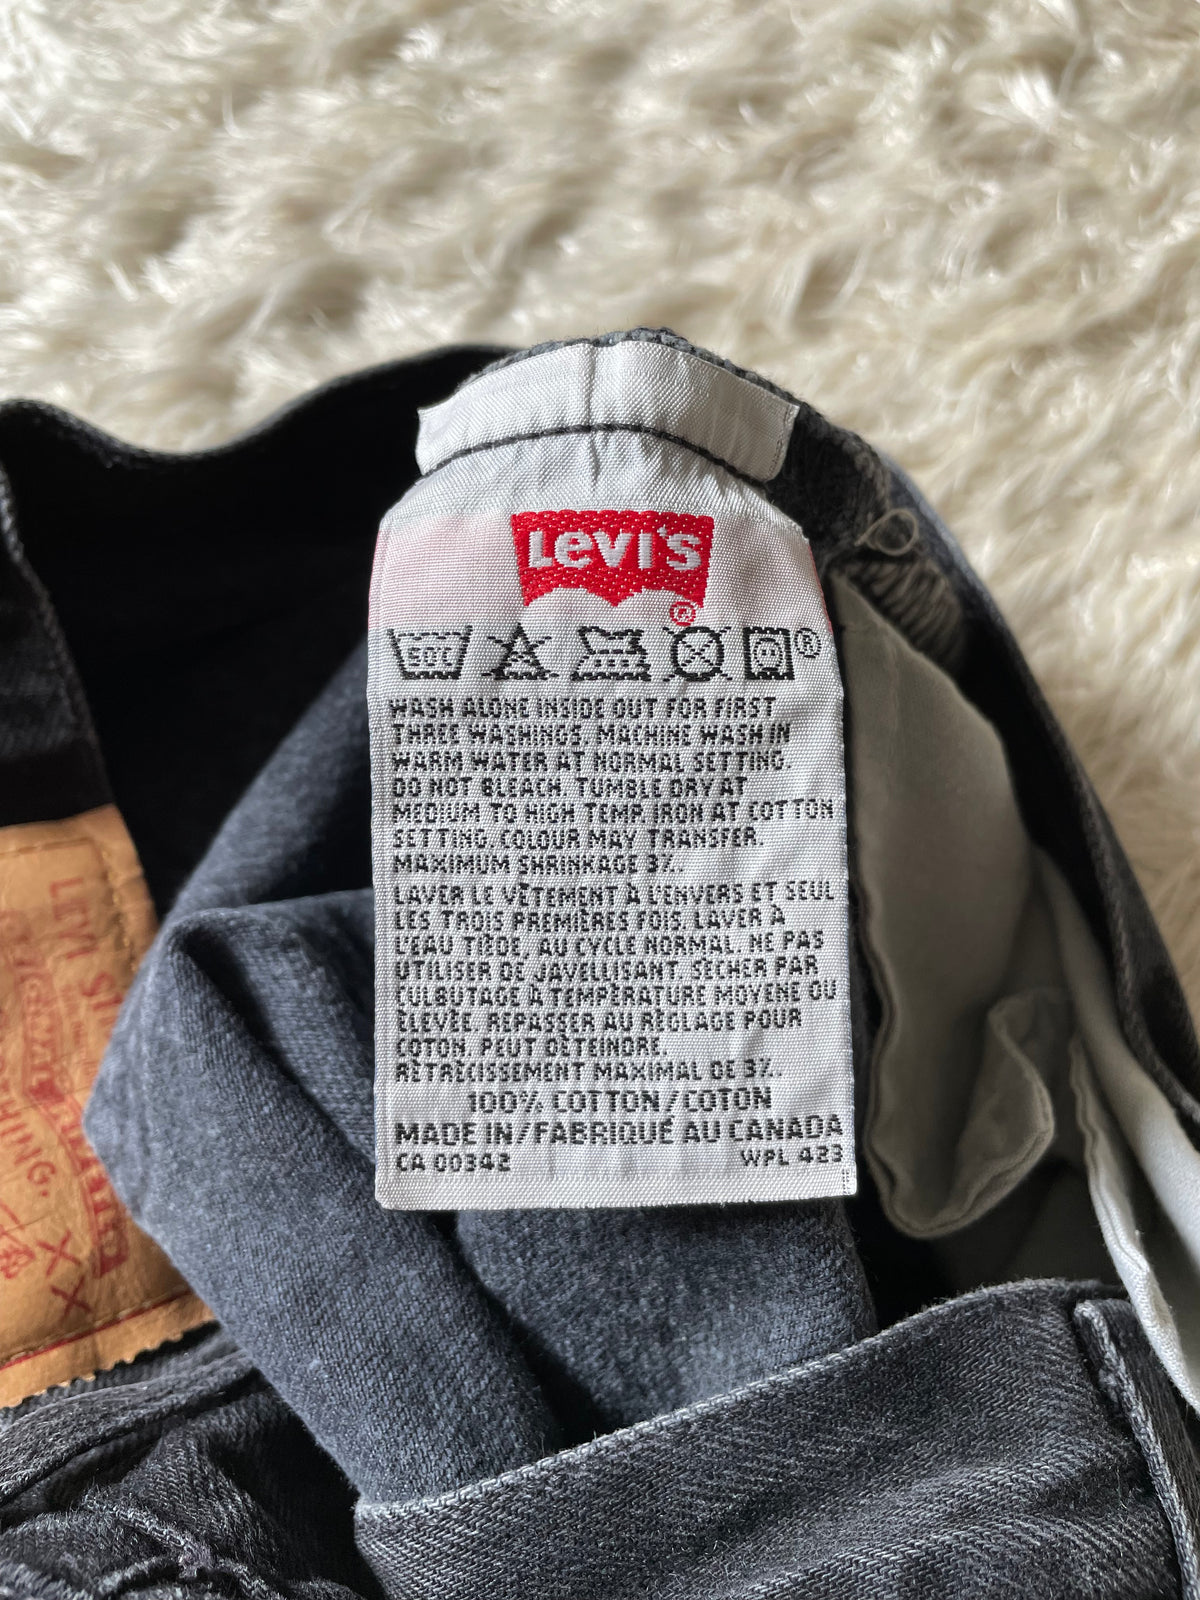 Levi's
®
50C
®
WASH ALONE INSIDE OUT FOR FIRST
THREE WASHINGS. MACHINE WASH IN
WARM WATER AT NORMAL SETTING.
DO NOT BLEACH. TUMBLE DRY AT
MEDIUM TO HIGH TEMP. IRON AT COTTON
SETTING. COLOUR MAY TRANSFER.
MAXIMUM SHRINKAGE 3%.
LAVER LE VÊTEMENT À L'ENVERS ET SEUL
LES TROIS PREMIÈRES FOIS. LAVER À
L'EAU TIÈDE, AU CYCLE NORMAL. NE PAS
UTILISER DE JAVELLISANT. SÉCHER PAR
CULBUTAGE À TEMPÉRATURE MOYENNE OU
ÉLEVÉE. REPASSER AU RÉGLAGE POUR
COTON. PEUT DÉTEINDRE.
RÉTRÉCISSEMENT MAXIMAL DE 3%.
100% COTTON/COTON
MADE IN/FABRIQUÉ AU CANADA
CA 00342 WPL 423
LEVI
XX